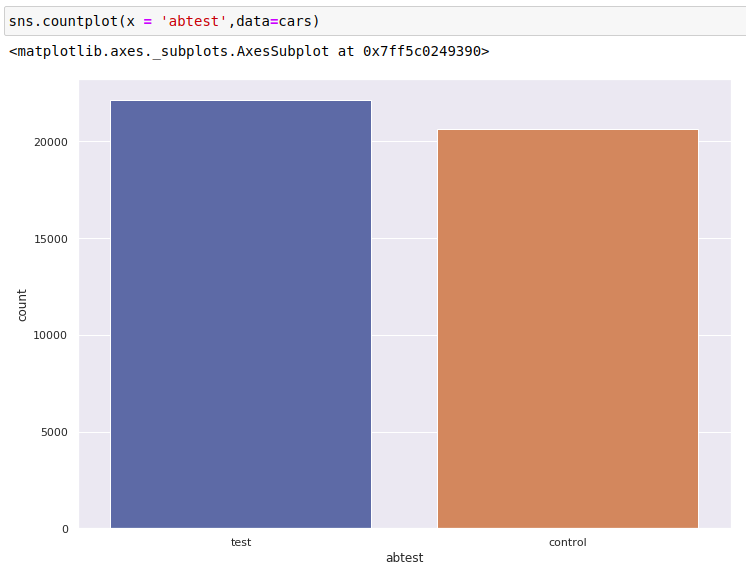 sns.countplot(x = 'abtest',data=cars)
<matplotlib.axes._subplots.AxesSubplot at 0x7ff5c0249390>
20000
15000
10000
5000
0
count
test control
abtest